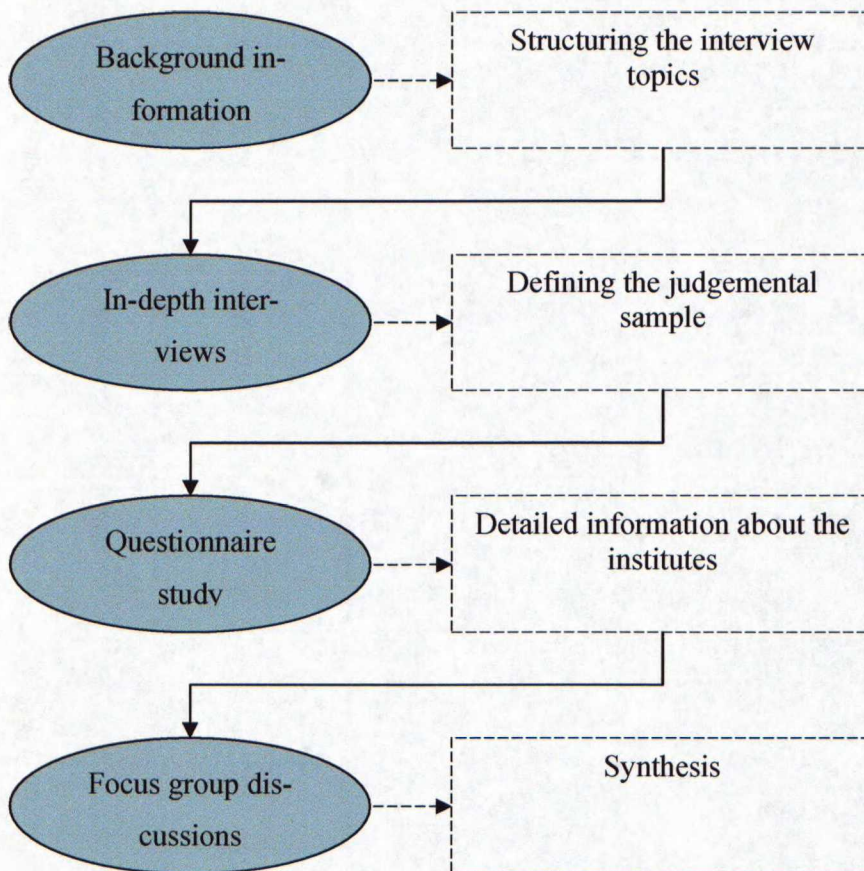 Background in-
formation
Structuring the interview
topics
In-depth inter-
views
Defining the judgemental
sample
Questionnaire
study
Detailed information about the
institutes
Focus group dis-
cussions
Synthesis